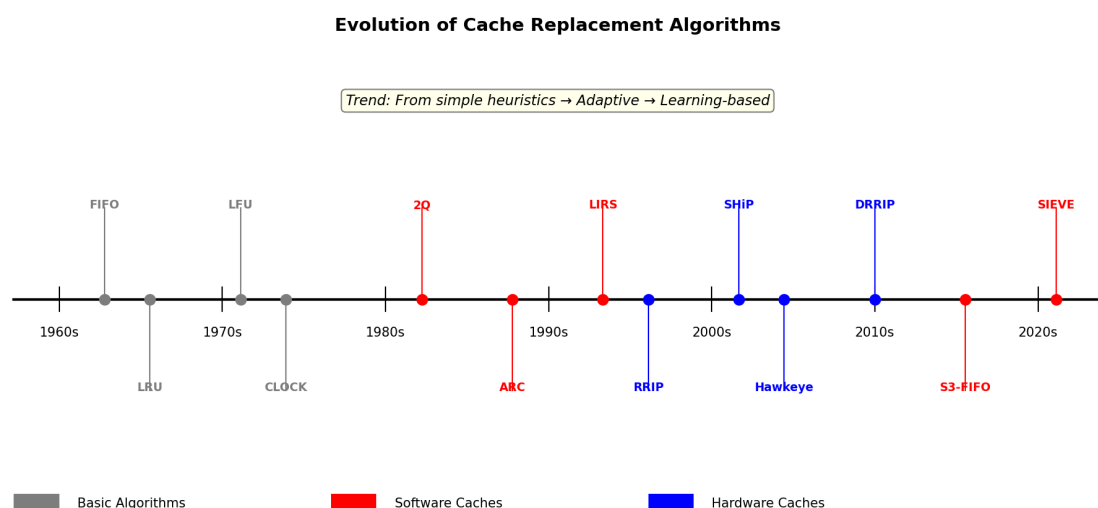 Evolution of Cache Replacement Algorithms
Trend: From simple heuristics → Adaptive → Learning-based
FIFO LFU 2Q LIRS SHiP DRRIP SIEVE
1960s 1970s 1980s 1990s 2000s 2010s 2020s
LRU CLOCK ARC RRIP Hawkeye S3-FIFO
Basic Algorithms Software Caches Hardware Caches